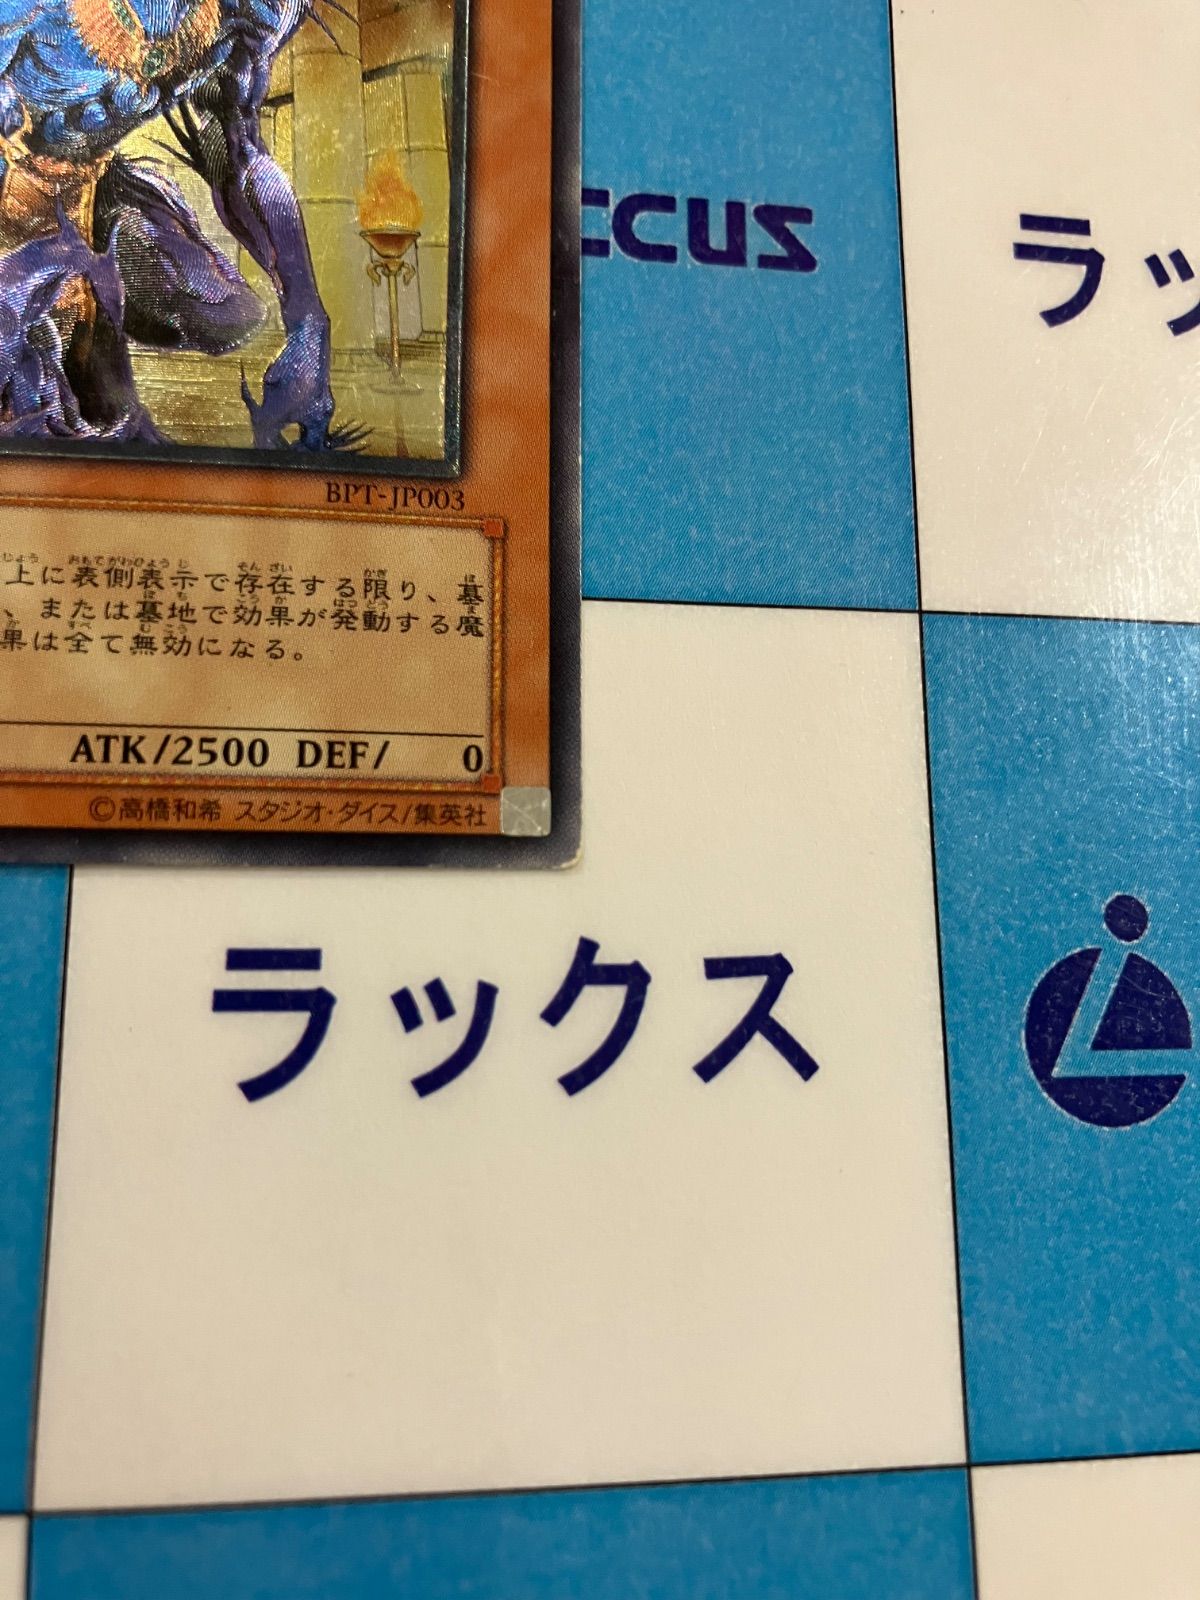 ccus
ラッ
BPT-JP003
上に表側表示で存在する限り、墓
、または墓地で効果が発動する魔
果は全て無効になる。
ATK/2500 DEF/ 0
©高橋和希 スタジオ・ダイス/集英社
ラックス